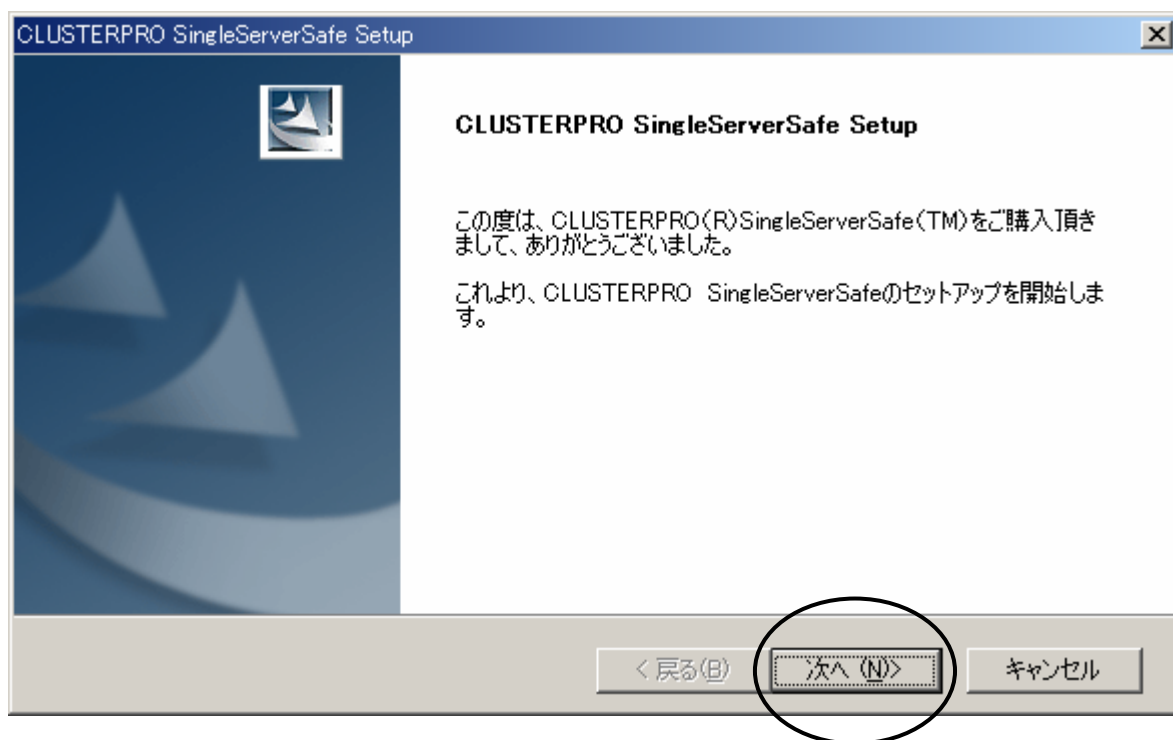 CLUSTERPRO SingleServerSafe Setup
CLUSTERPRO SingleServerSafe Setup
この度は、CLUSTERPRO(R)SingleServerSafe(TM)をご購入頂き
まして、ありがとうございました。
これより、CLUSTERPRO　SingleServerSafeのセットアップを開始しま
す。
< 戻る(B) 次へ (N)> キャンセル